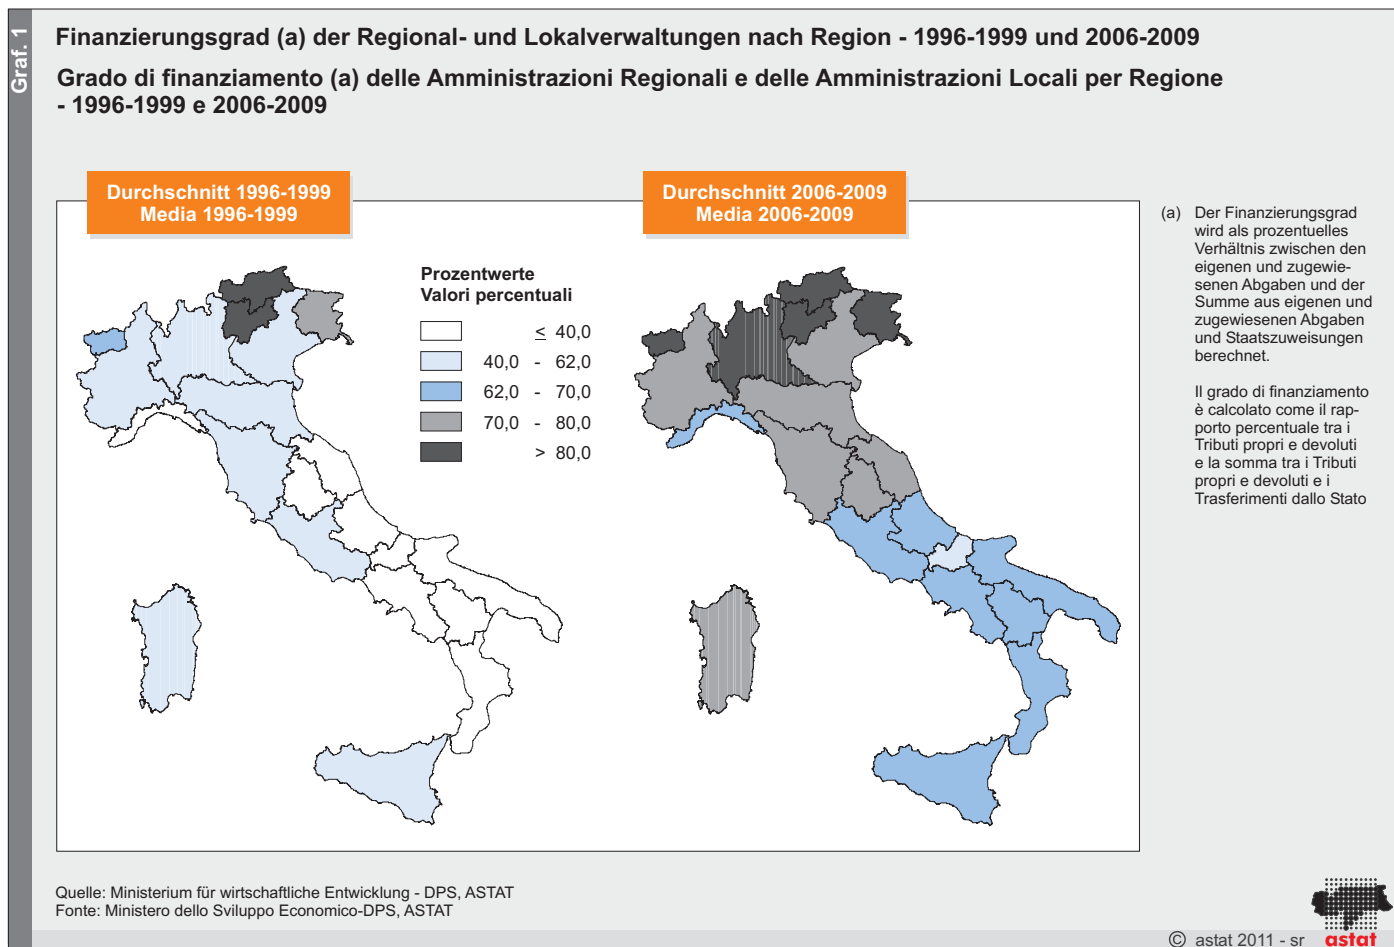 Graf. 1
Finanzierungsgrad (a) der Regional- und Lokalverwaltungen nach Region - 1996-1999 und 2006-2009
Grado di finanziamento (a) delle Amministrazioni Regionali e delle Amministrazioni Locali per Regione
- 1996-1999 e 2006-2009
Durchschnitt 1996-1999
Media 1996-1999
Prozentwerte
Valori percentuali
≤ 40,0
40,0 - 62,0
62,0 - 70,0
70,0 - 80,0
> 80,0
Durchschnitt 2006-2009
Media 2006-2009
(a) Der Finanzierungsgrad
wird als prozentuelles
Verhältnis zwischen den
eigenen und zugewie-
senen Abgaben und der
Summe aus eigenen und
zugewiesenen Abgaben
und Staatszuweisungen
berechnet.
Il grado di finanziamento
è calcolato come il rap-
porto percentuale tra i
Tributi propri e devoluti
e la somma tra i Tributi
propri e devoluti e i
Trasferimenti dallo Stato
Quelle: Ministerium für wirtschaftliche Entwicklung - DPS, ASTAT
Fonte: Ministero dello Sviluppo Economico-DPS, ASTAT
© astat 2011 - sr
astat